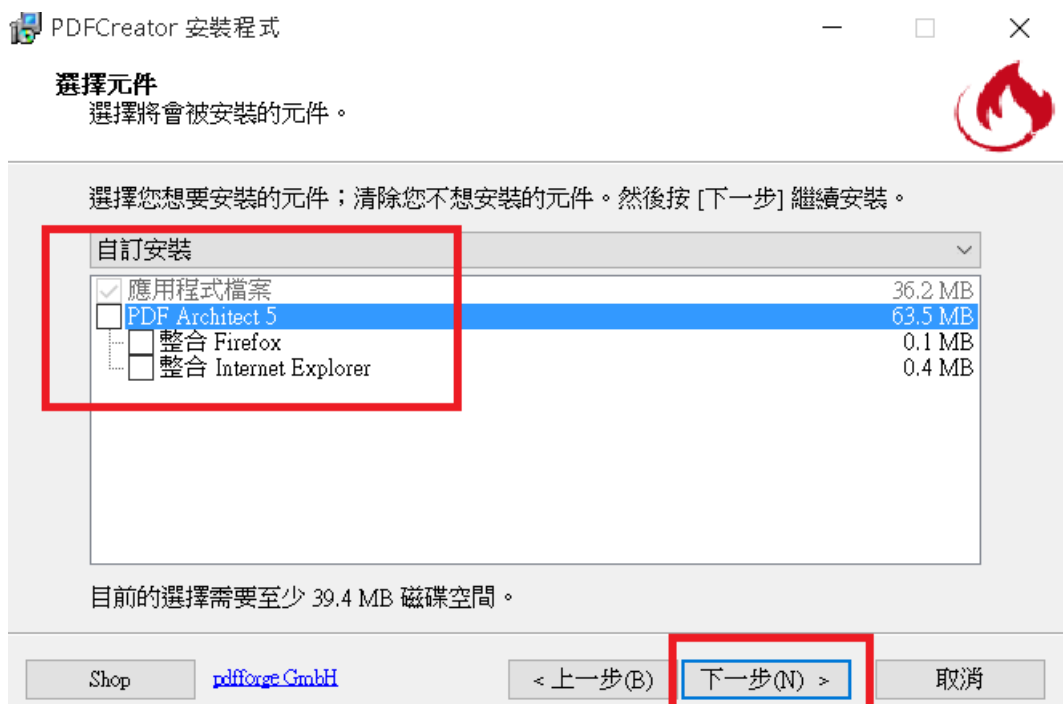 PDFCreator 安裝程式
選擇元件
選擇將會被安裝的元件。
選擇您想要安裝的元件；清除您不想安裝的元件。然後按 [下一步] 繼續安裝。
自訂安裝
應用程式檔案 36.2 MB
PDF Architect 5 63.5 MB
整合 Firefox 0.1 MB
整合 Internet Explorer 0.4 MB
目前的選擇需要至少 39.4 MB 磁碟空間。
Shop pdfforge GmbH < 上一步(B) 下一步(N) > 取消